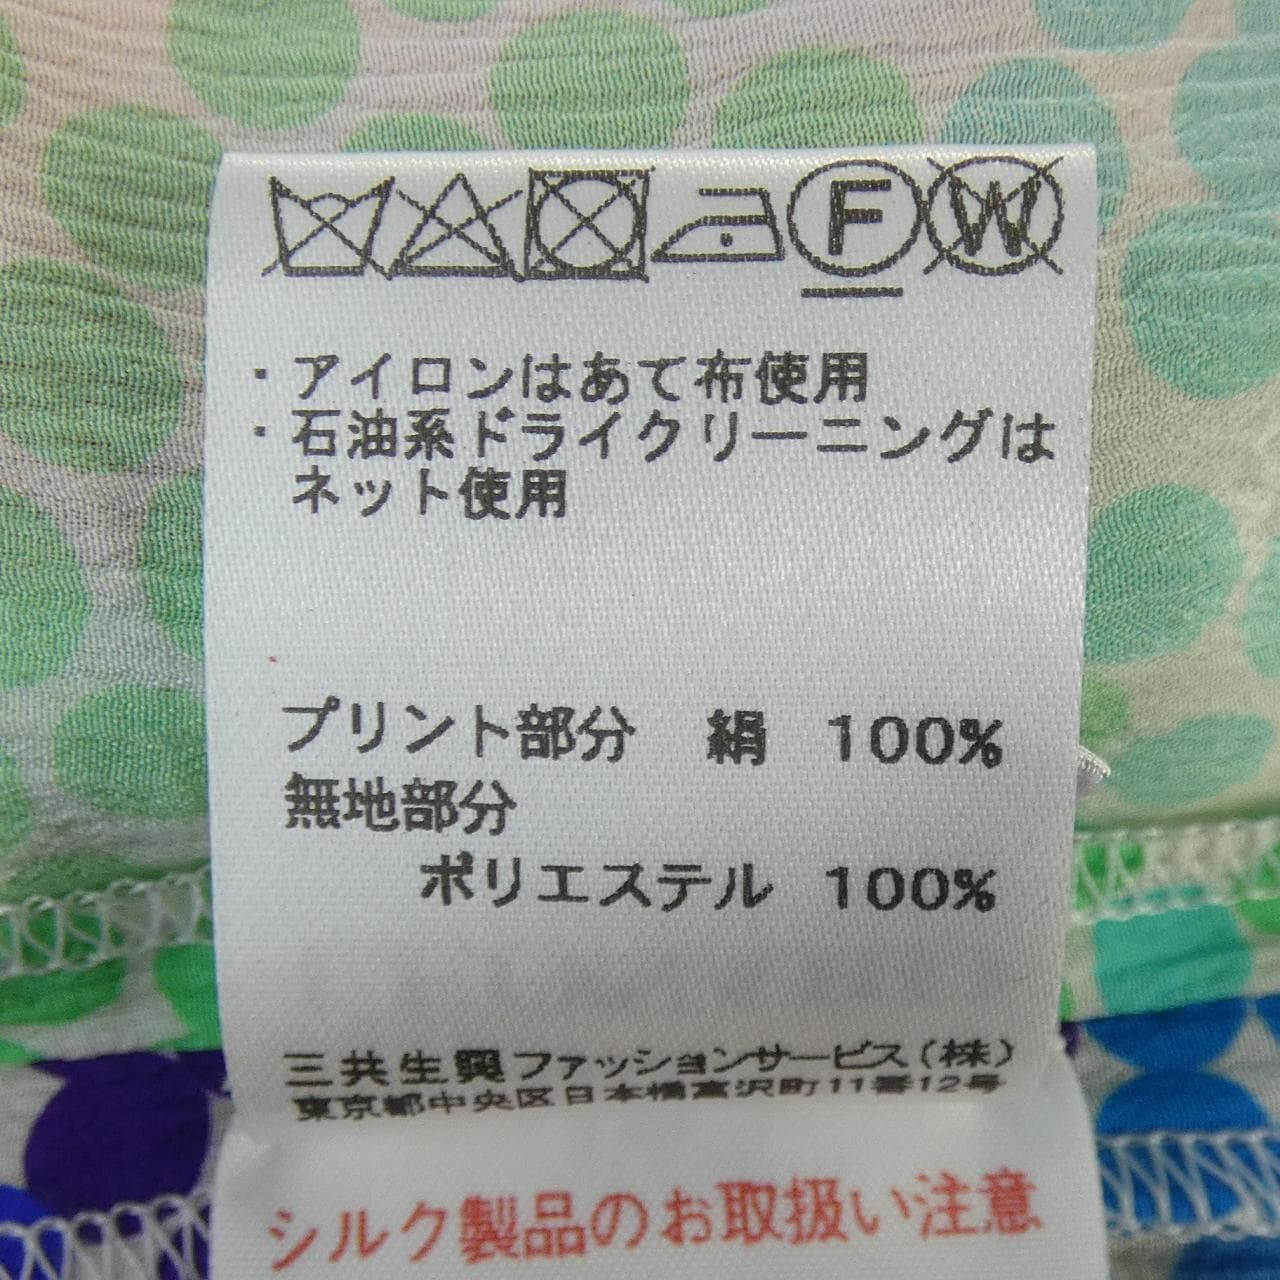 F W
・アイロンはあて布使用
・石油系ドライクリーニングは
ネット使用
プリント部分 絹 100%
無地部分
ポリエステル 100%
三共生興ファッションサービス(株)
東京都中央区日本橋富沢町11番12号
シルク製品のお取扱い注意